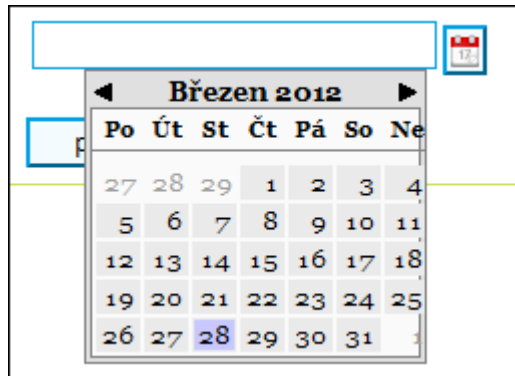 17
◄ Březen 2012 ►
Po Út St Čt Pá So Ne
p
27 28 29 1 2 3 4
5 6 7 8 9 10 11
12 13 14 15 16 17 18
19 20 21 22 23 24 25
26 27 28 29 30 31 1